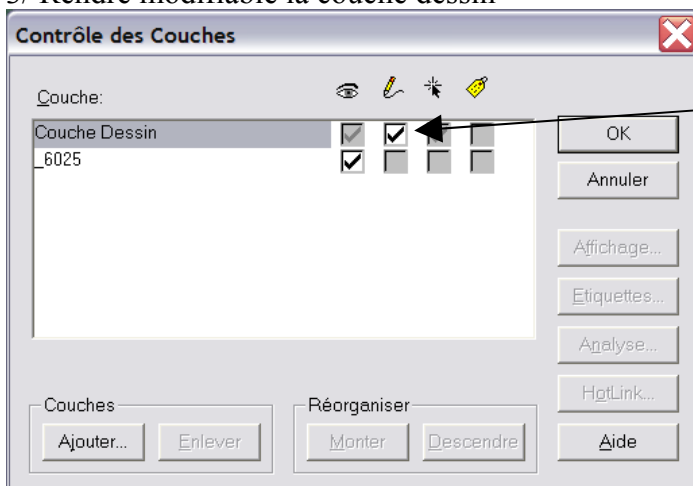 3/ Rendre modifiable la couche dessin
Contrôle des Couches
Couche:
Couche Dessin
_6025
OK
Annuler
Affichage...
Etiquettes...
Analyse...
HotLink...
Couches
Réorganiser
Ajouter...
Enlever
Monter
Descendre
Aide